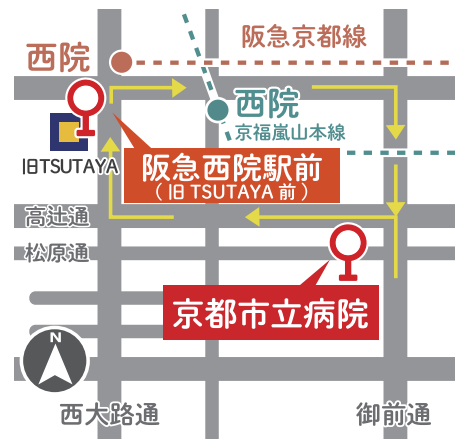 阪急京都線
西院
西院
京福嵐山本線
旧TSUTAYA
阪急西院駅前
（旧 TSUTAYA 前）
高辻通
松原通
京都市立病院
N
西大路通
御前通